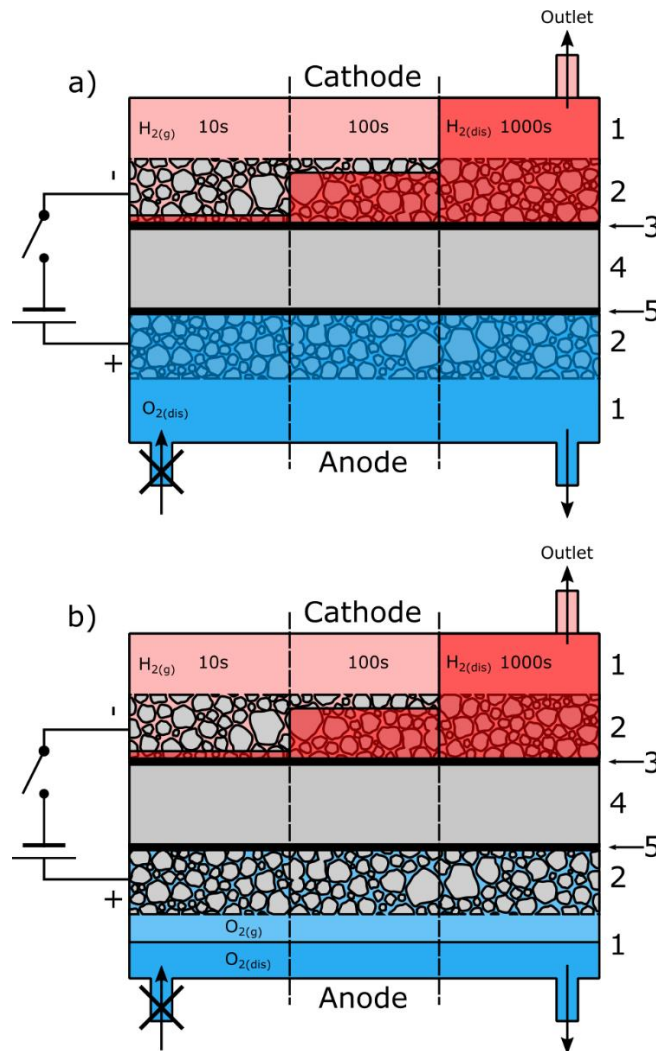 Outlet
a)
Cathode
H2(g) 10s 100s H2(dis) 1000s 1
-
2
3
4
5
+
2
O2(dis) 1
Anode
Outlet
b)
Cathode
H2(g) 10s 100s H2(dis) 1000s 1
-
2
3
4
5
+
2
O2(g)
1
O2(dis)
Anode